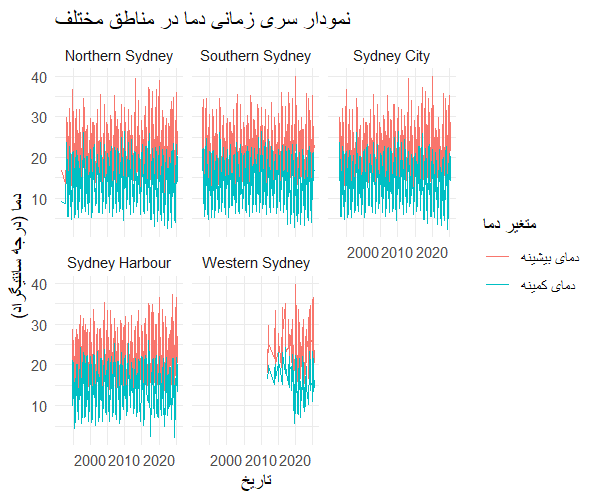 نمودار سری زمانی دما در مناطق مختلف
Northern Sydney
Southern Sydney
Sydney City
40
30
20
10
2000 2010 2020
Sydney Harbour
Western Sydney
40
30
20
10
2000 2010 2020
2000 2010 2020
تاریخ
دما (درجه سانتیگراد)
متغیر دما
دمای بیشینه
دمای کمینه